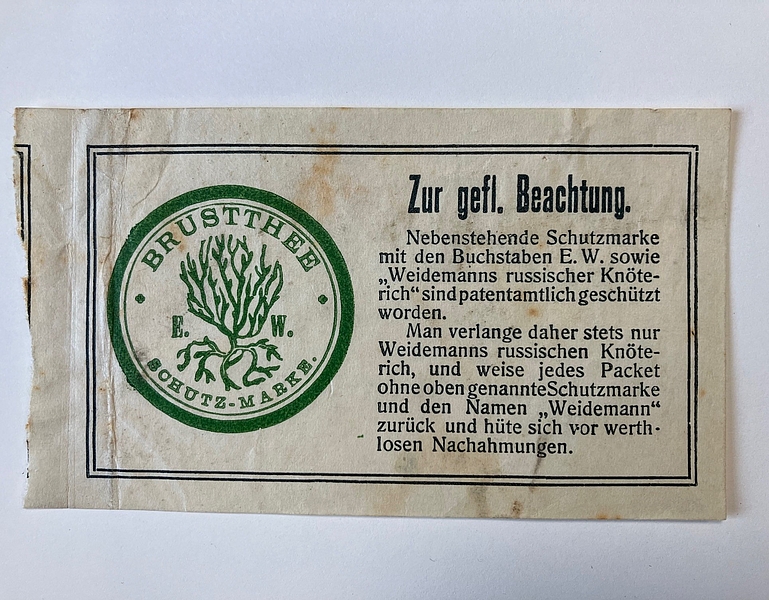 BRUSTTHEE
E. W.
SCHUTZ-MARKE.
Zur gefl. Beachtung.
Nebenstehende Schutzmarke
mit den Buchstaben E. W. sowie
„Weidemanns russischer Knöte-
rich“ sind patentamtlich geschützt
worden.
Man verlange daher stets nur
Weidemanns russischen Knöte-
rich, und weise jedes Packet
ohne oben genannte Schutzmarke
und den Namen „Weidemann“
zurück und hüte sich vor werth-
losen Nachahmungen.